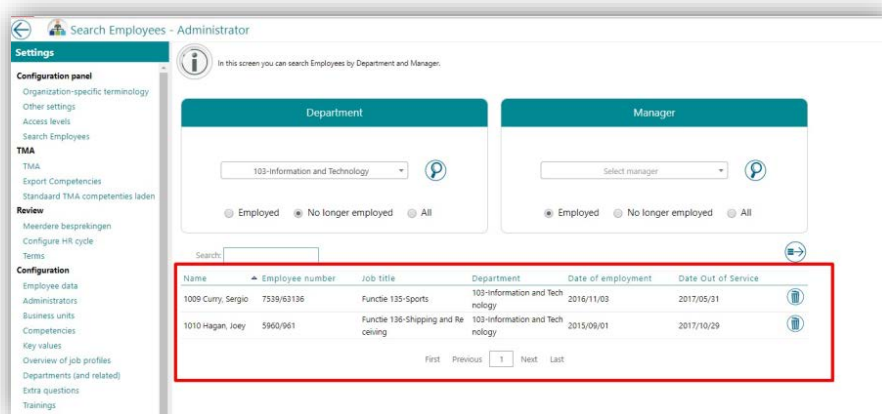 Search Employees - Administrator
Settings
Configuration panel
Organization-specific terminology
Other settings
Access levels
Search Employees
TMA
TMA
Export Competencies
Standaard TMA competenties laden
Review
Meerdere besprekingen
Configure HR cycle
Terms
Configuration
Employee data
Administrators
Business units
Competencies
Key values
Overview of job profiles
Departments (and related)
Extra questions
Trainings
In this screen you can search Employees by Department and Manager.
Department
103-Information and Technology
Employed No longer employed All
Manager
Select manager
Employed No longer employed All
Search:
Name Employee number Job title Department Date of employment Date Out of Service
1009 Curry, Sergio 7539/63136 Functie 135-Sports 103-Information and Tech
nology 2016/11/03 2017/05/31
1010 Hagan, Joey 5960/961 Functie 136-Shipping and Re
ceiving 103-Information and Tech
nology 2015/09/01 2017/10/29
First Previous 1 Next Last